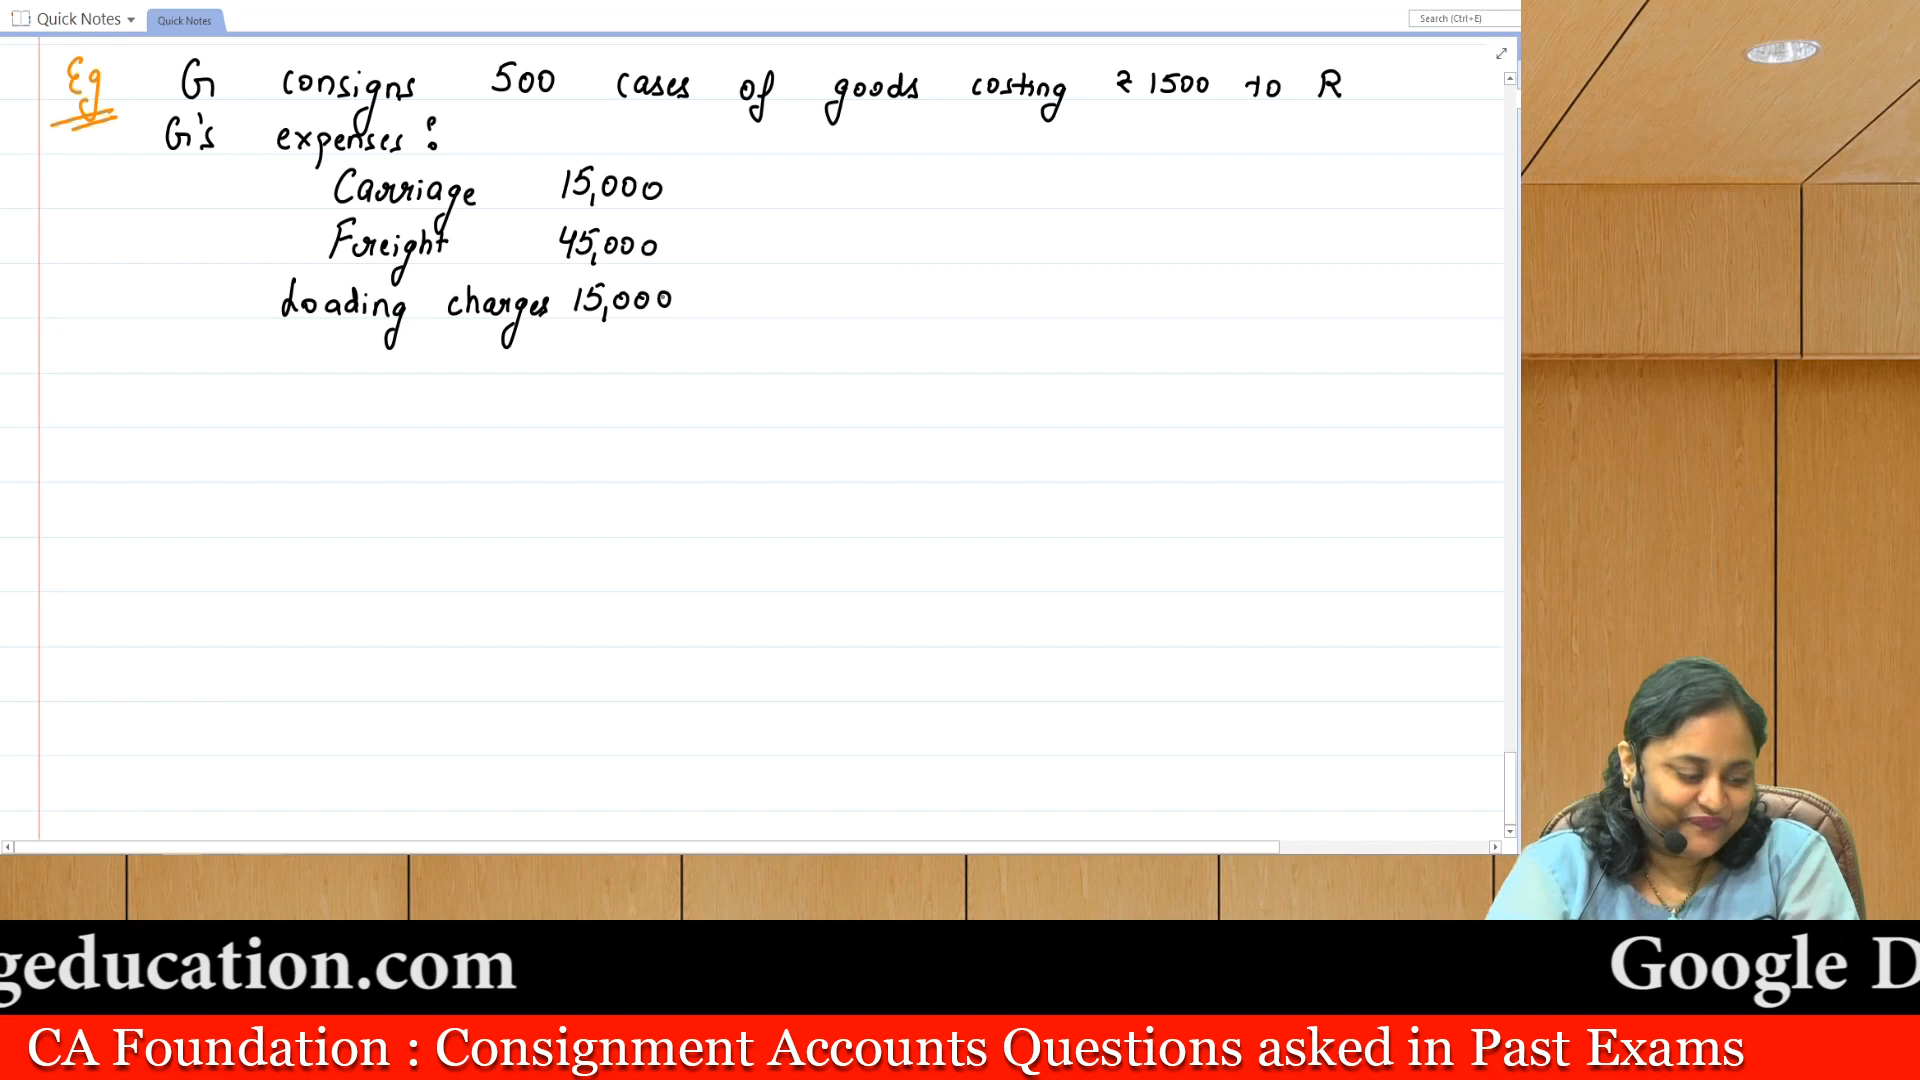 Quick Notes
Quick Notes
Search (Ctrl+E)
Eg G consigns 500 cases of goods costing ₹ 1500 to R
G's expenses :
Carriage 15,000
Freight 45,000
Loading charges 15,000
geducation.com
Google D
CA Foundation : Consignment Accounts Questions asked in Past Exams